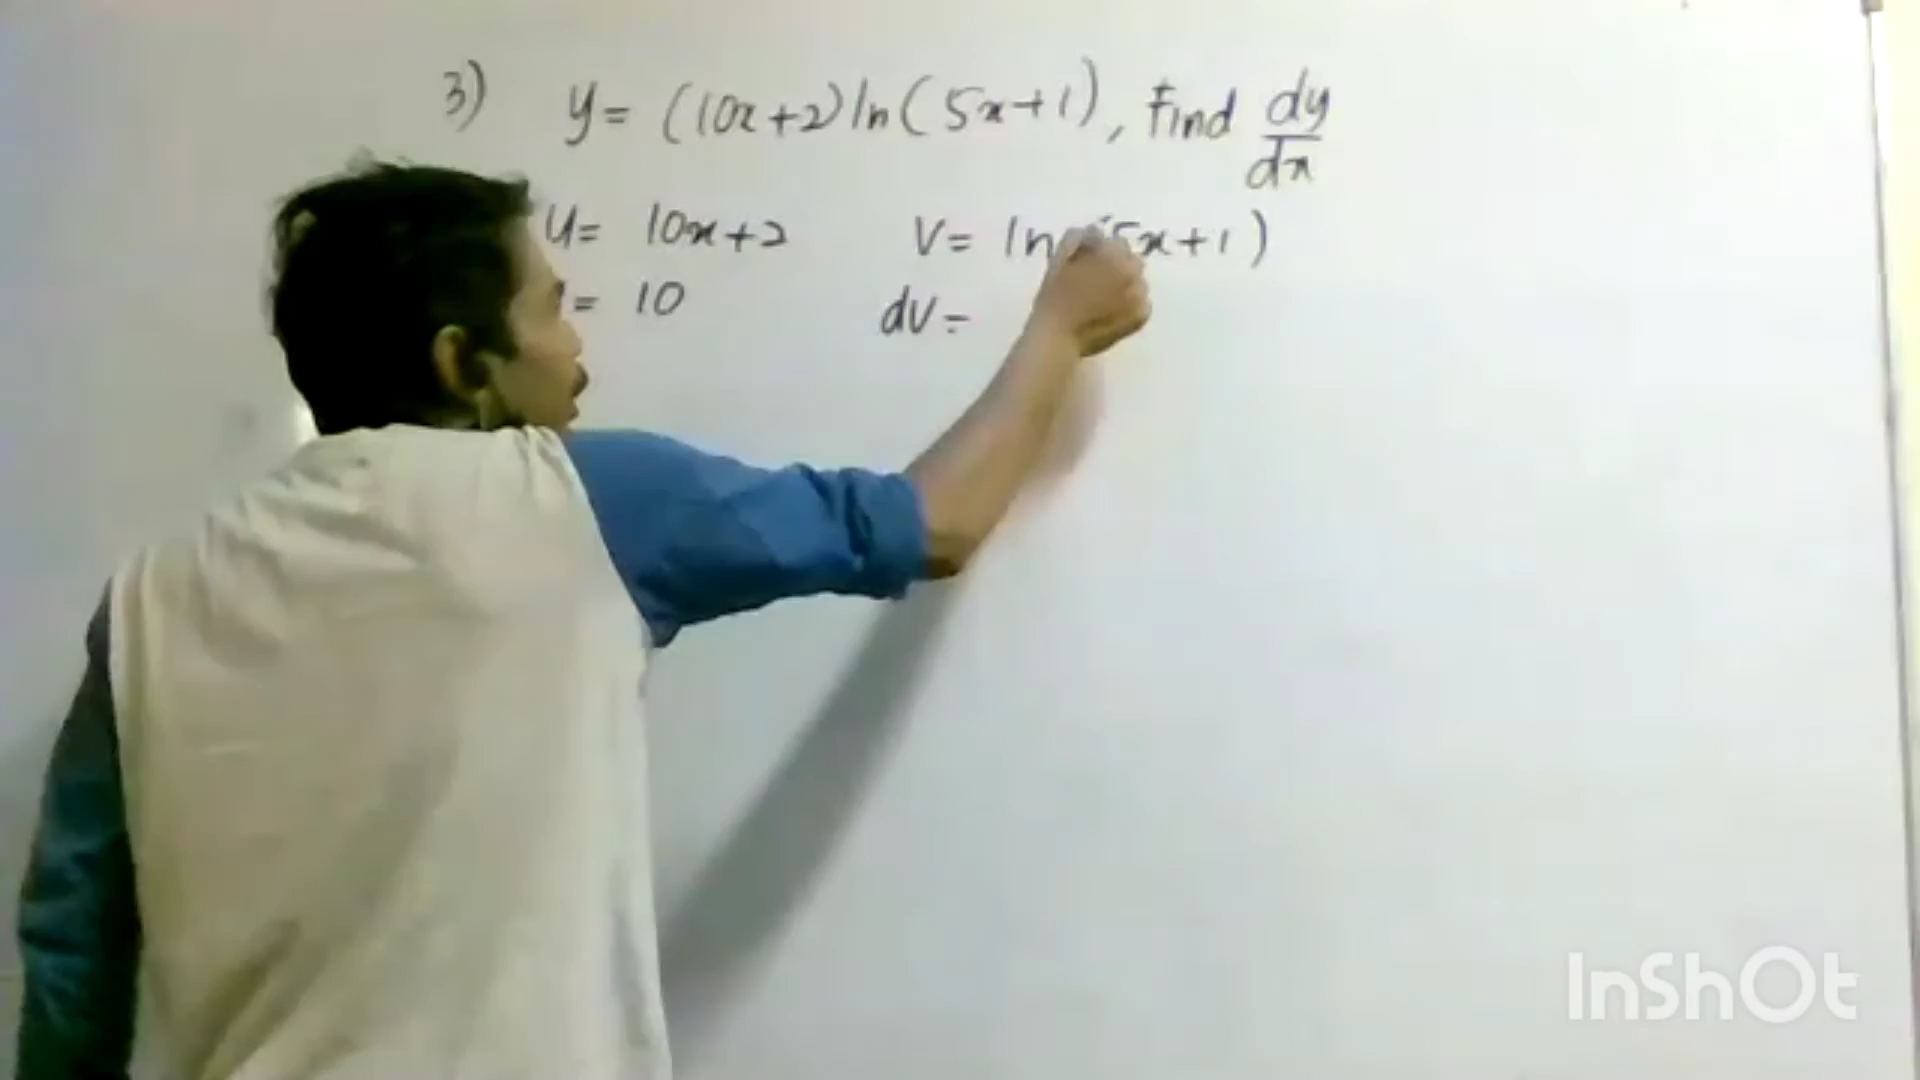 3) y = (10x+2) ln (5x+1), find dy/dx
u = 10x+2 v = ln (5x+1)
= 10 dv =
InShOt